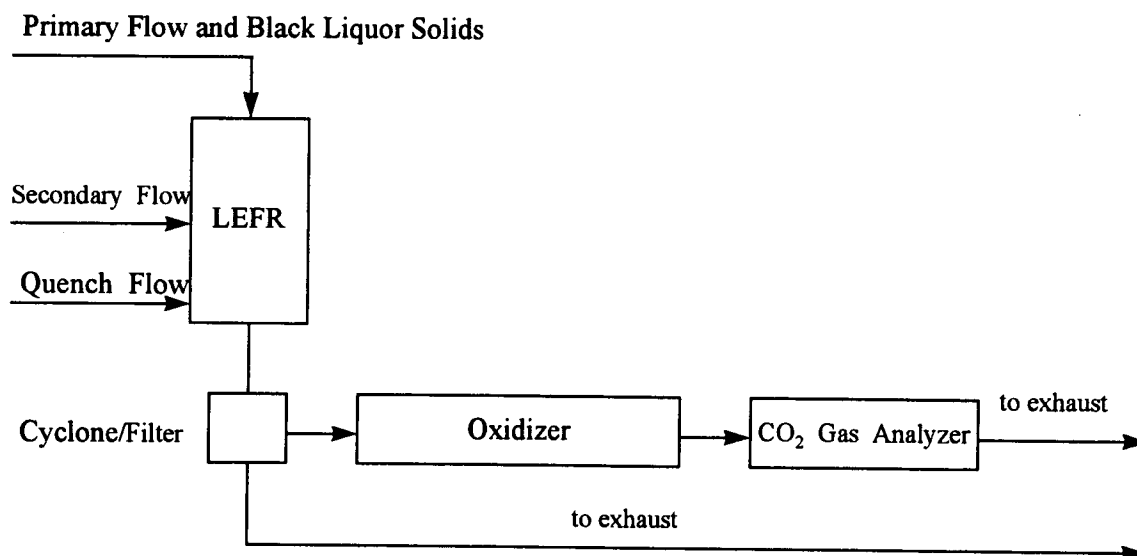 Primary Flow and Black Liquor Solids
Secondary Flow
LEFR
Quench Flow
Cyclone/Filter
Oxidizer
CO₂ Gas Analyzer
to exhaust
to exhaust